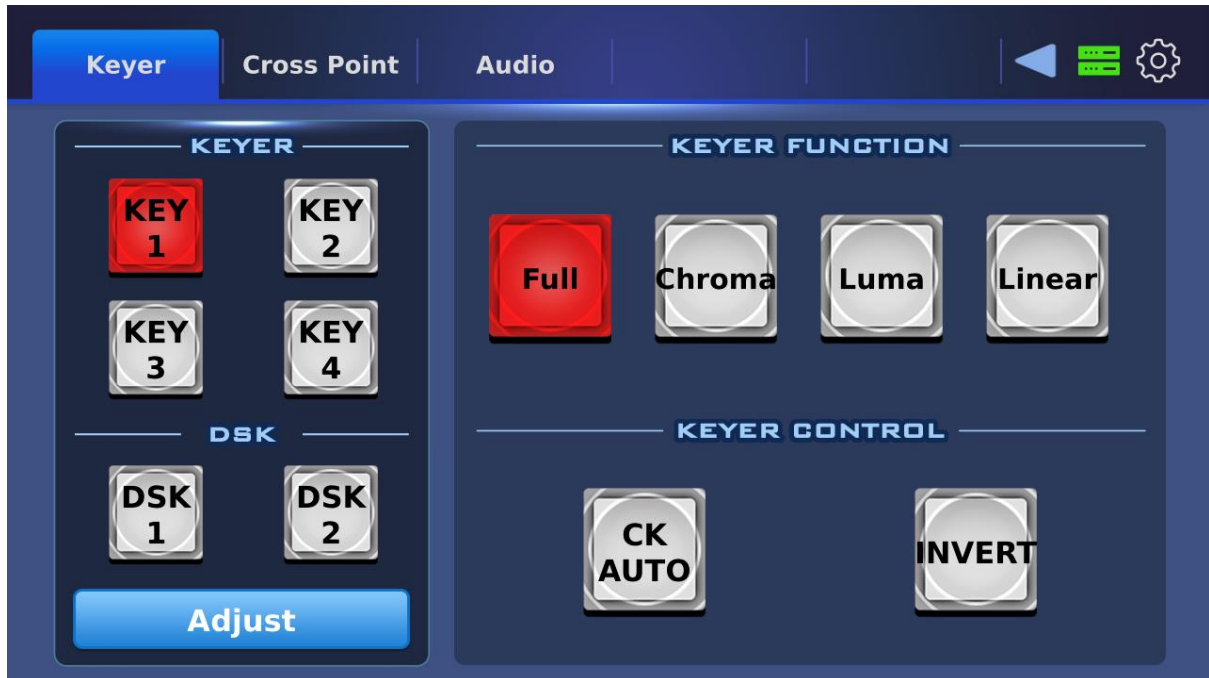 Keyer
Cross Point
Audio
KEYER
KEY
1
KEY
2
KEY
3
KEY
4
DSK
DSK
1
DSK
2
Adjust
KEYER FUNCTION
Full
Chroma
Luma
Linear
KEYER CONTROL
CK
AUTO
INVERT